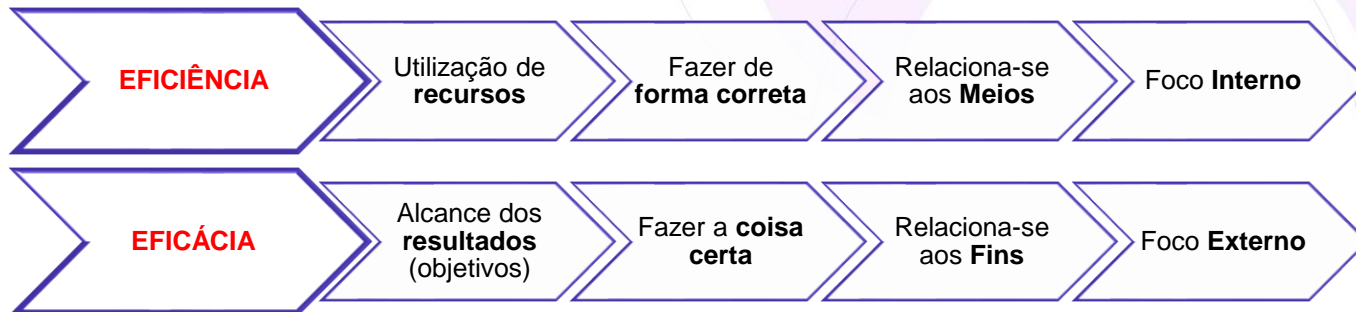 EFICIÊNCIA
Utilização de
recursos
Fazer de
forma correta
Relaciona-se
aos Meios
Foco Interno
EFICÁCIA
Alcance dos
resultados
(objetivos)
Fazer a coisa
certa
Relaciona-se
aos Fins
Foco Externo